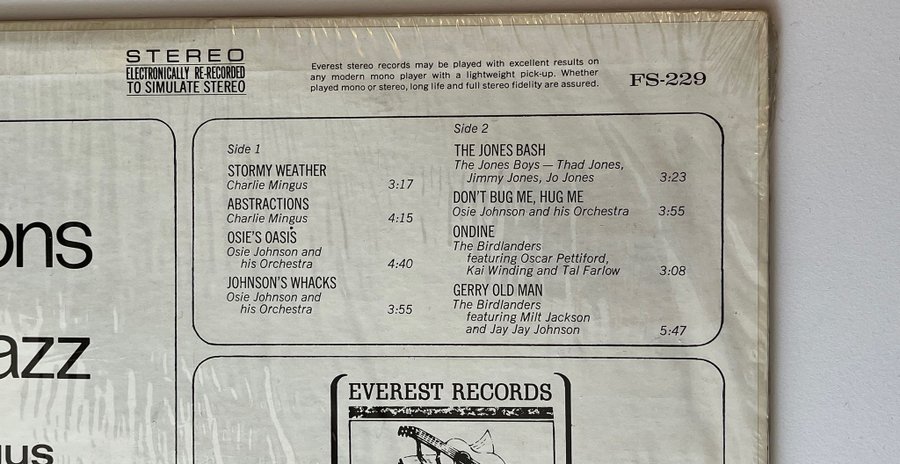 STEREO
ELECTRONICALLY RE-RECORDED
TO SIMULATE STEREO
Everest stereo records may be played with excellent results on
any modern mono player with a lightweight pick-up. Whether
played mono or stereo, long life and full stereo fidelity are assured.
FS-229
ons
azz
Side 1
STORMY WEATHER
Charlie Mingus 3:17
ABSTRACTIONS
Charlie Mingus 4:15
OSIE'S OASIS
Osie Johnson and
his Orchestra 4:40
JOHNSON'S WHACKS
Osie Johnson and
his Orchestra 3:55
Side 2
THE JONES BASH
The Jones Boys — Thad Jones,
Jimmy Jones, Jo Jones 3:23
DON'T BUG ME, HUG ME
Osie Johnson and his Orchestra 3:55
ONDINE
The Birdlanders
featuring Oscar Pettiford,
Kai Winding and Tal Farlow 3:08
GERRY OLD MAN
The Birdlanders
featuring Milt Jackson
and Jay Jay Johnson 5:47
EVEREST RECORDS